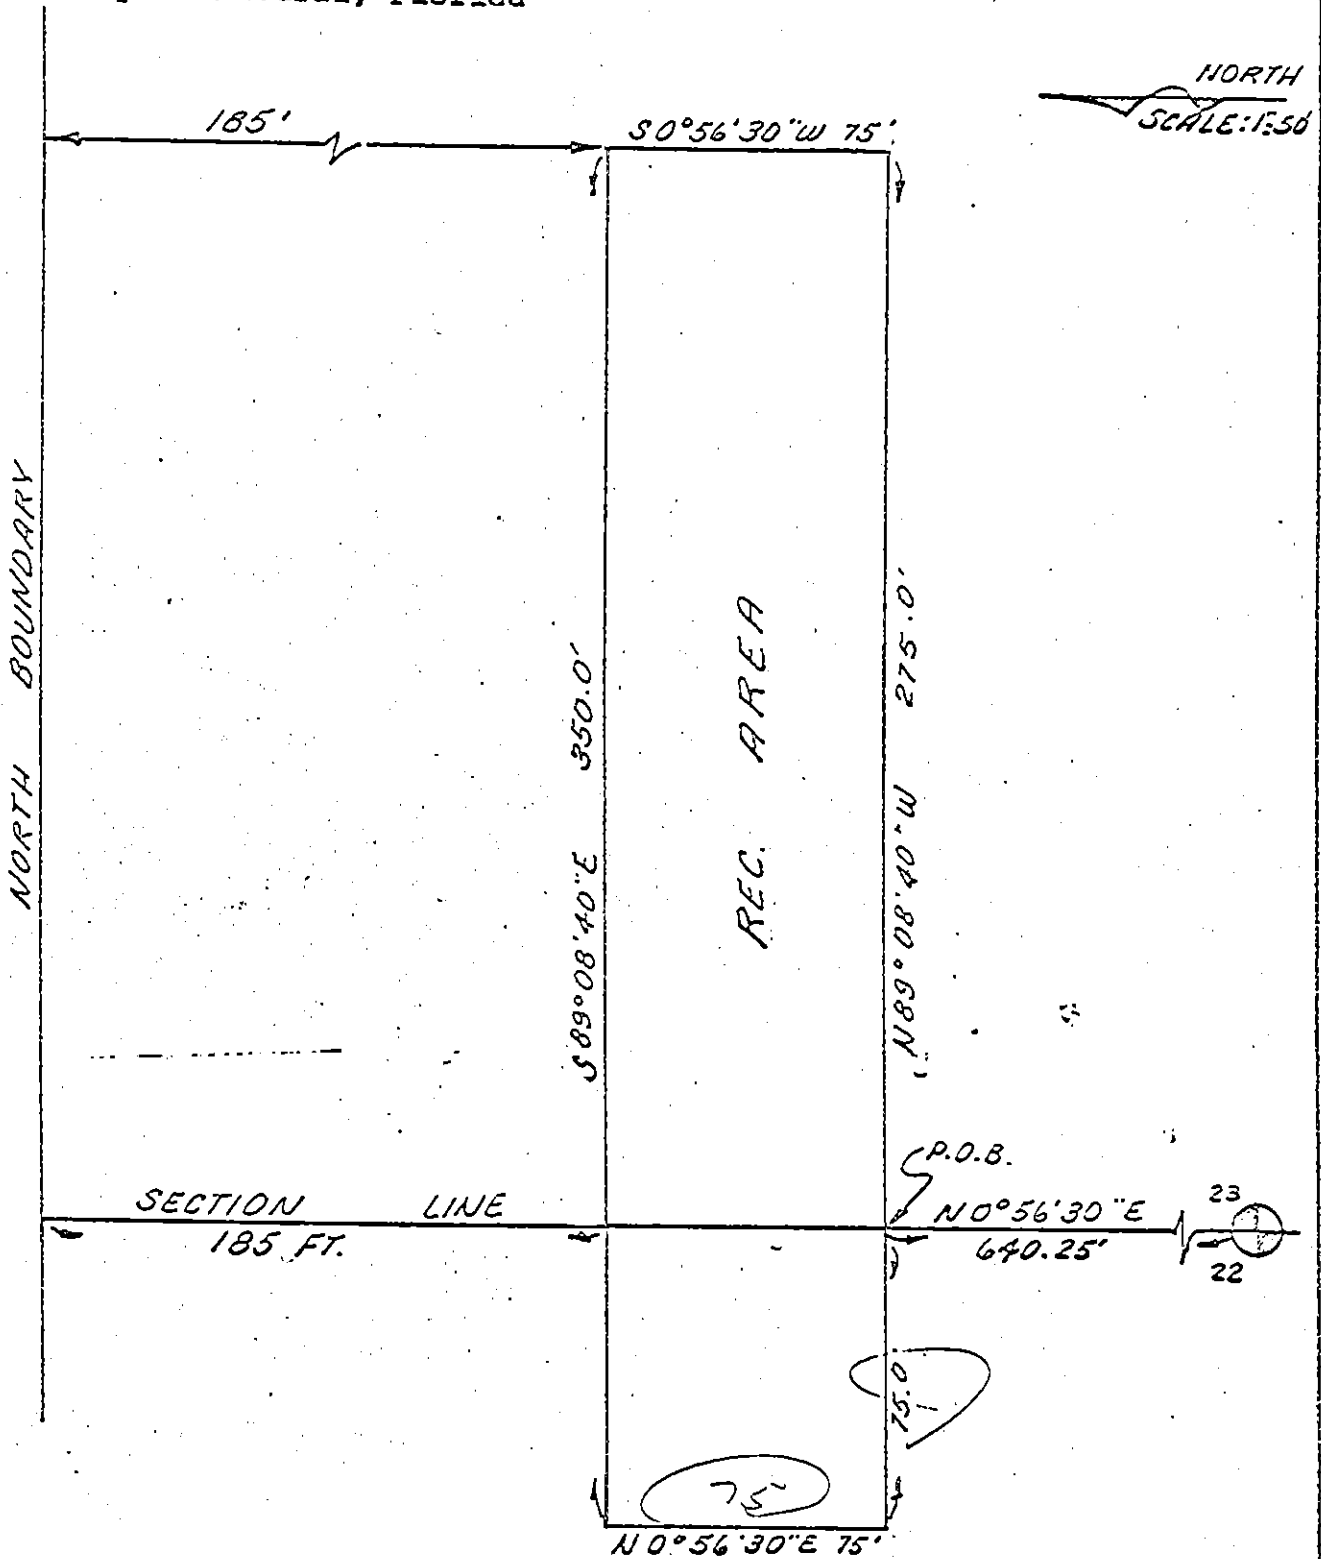 Florida
NORTH
SCALE: 1:50
185'
S 0° 56' 30" W 75'
NORTH BOUNDARY
S 89° 08' 40" E 350.0'
REC. AREA
N 89° 08' 40" W 275.0'
P.O.B.
SECTION LINE
185 FT.
N 0° 56' 30" E
640.25'
23
22
75.0'
75'
N 0° 56' 30" E 75'